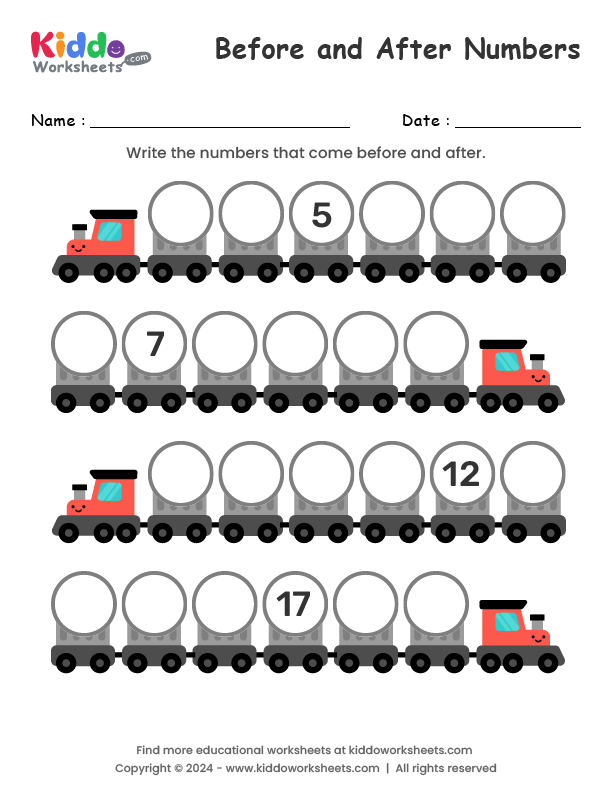 Kiddo
Worksheets .com
Before and After Numbers
Name :
Date :
Write the numbers that come before and after.
5
7
12
17
Find more educational worksheets at kiddoworksheets.com
Copyright © 2024 - www.kiddoworksheets.com | All rights reserved